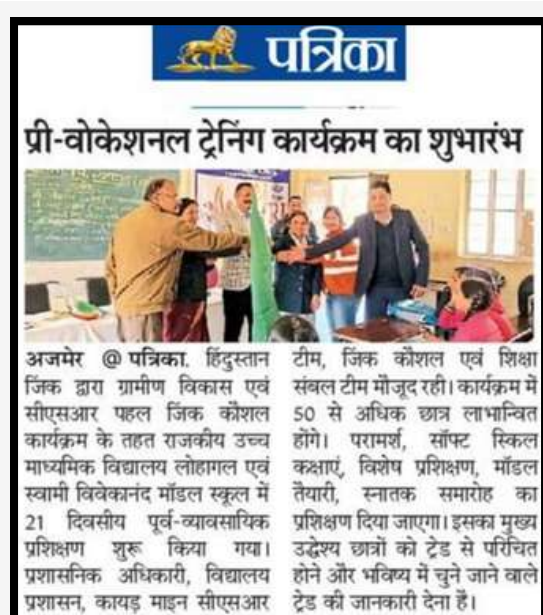 पत्रिका
प्री-वोकेशनल ट्रेनिंग कार्यक्रम का शुभारंभ
अजमेर @ पत्रिका. हिंदुस्तान
जिंक द्वारा ग्रामीण विकास एवं
सीएसआर पहल जिंक कौशल
कार्यक्रम के तहत राजकीय उच्च
माध्यमिक विद्यालय लोहागल एवं
स्वामी विवेकानंद मॉडल स्कूल में
21 दिवसीय पूर्व-व्यावसायिक
प्रशिक्षण शुरू किया गया।
प्रशासनिक अधिकारी, विद्यालय
प्रशासन, कायड़ माइन सीएसआर
टीम, जिंक कौशल एवं शिक्षा
संबल टीम मौजूद रही। कार्यक्रम में
50 से अधिक छात्र लाभान्वित
होंगे। परामर्श, सॉफ्ट स्किल
कक्षाएं, विशेष प्रशिक्षण, मॉडल
तैयारी, स्नातक समारोह का
प्रशिक्षण दिया जाएगा। इसका मुख्य
उद्धेश्य छात्रों को ट्रेड से परिचित
होने और भविष्य में चुने जाने वाले
ट्रेड की जानकारी देना है।